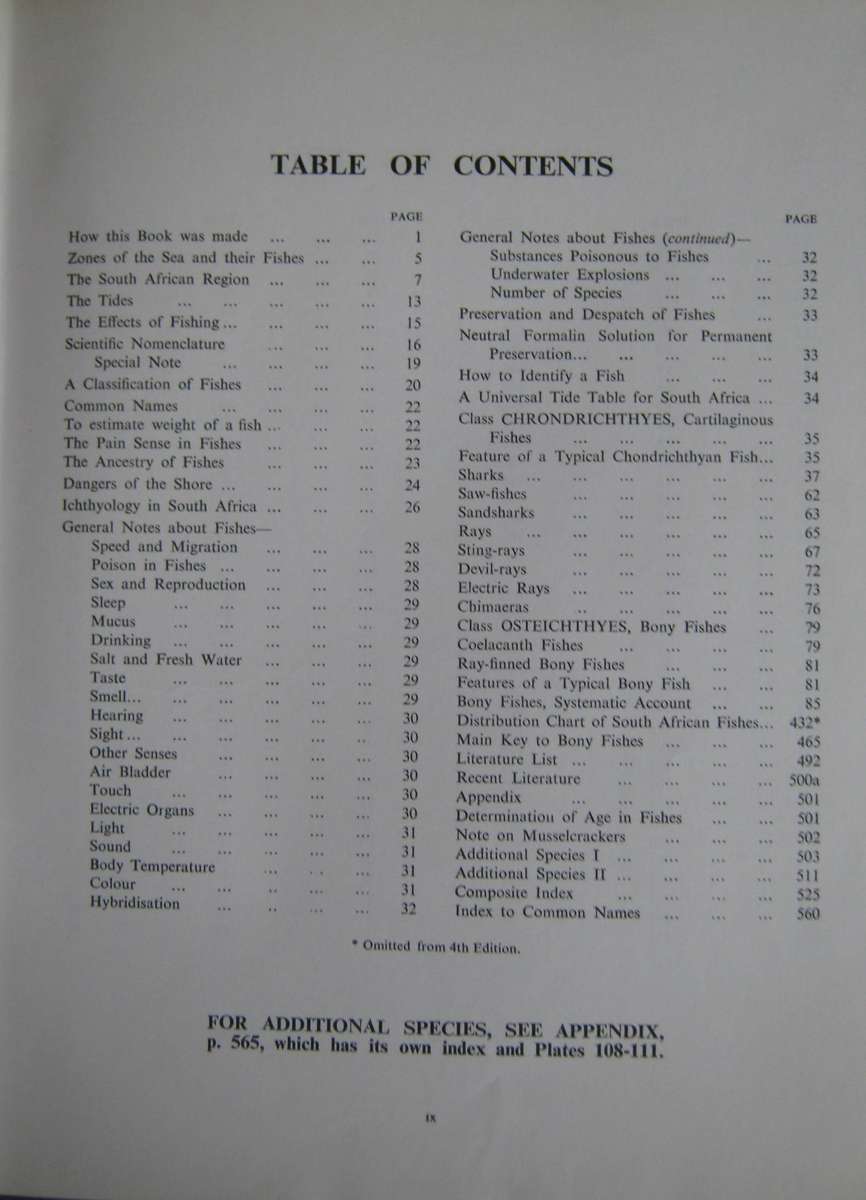 TABLE OF CONTENTS
PAGE
How this Book was made ... ... ... 1
Zones of the Sea and their Fishes ... ... 5
The South African Region ... ... ... 7
The Tides ... ... ... ... 13
The Effects of Fishing ... ... ... ... 15
Scientific Nomenclature ... ... ... 16
Special Note ... ... ... ... 19
A Classification of Fishes ... ... ... 20
Common Names ... ... ... ... 22
To estimate weight of a fish ... ... ... 22
The Pain Sense in Fishes ... ... ... 22
The Ancestry of Fishes ... ... ... 23
Dangers of the Shore ... ... ... ... 24
Ichthyology in South Africa ... ... ... 26
General Notes about Fishes—
Speed and Migration ... ... ... 28
Poison in Fishes ... ... ... ... 28
Sex and Reproduction ... ... ... 28
Sleep ... ... ... ... ... 29
Mucus ... ... ... ... ... 29
Drinking ... ... ... ... ... 29
Salt and Fresh Water ... ... ... 29
Taste ... ... ... ... ... 29
Smell... ... ... ... ... ... 29
Hearing ... ... ... ... ... 30
Sight ... ... ... ... ... ... 30
Other Senses ... ... ... ... 30
Air Bladder ... ... ... ... 30
Touch ... ... ... ... ... 30
Electric Organs ... ... ... ... 30
Light ... ... ... ... ... 31
Sound ... ... ... ... ... 31
Body Temperature ... ... ... 31
Colour ... ... ... ... ... 31
Hybridisation ... ... ... ... 32
PAGE
General Notes about Fishes (continued)—
Substances Poisonous to Fishes ... 32
Underwater Explosions ... ... ... 32
Number of Species ... ... ... 32
Preservation and Despatch of Fishes ... 33
Neutral Formalin Solution for Permanent
Preservation... ... ... ... ... 33
How to Identify a Fish ... ... ... 34
A Universal Tide Table for South Africa ... 34
Class CHRONDRICHTHYES, Cartilaginous
Fishes ... ... ... ... ... 35
Feature of a Typical Chondrichthyan Fish... 35
Sharks ... ... ... ... ... ... 37
Saw-fishes ... ... ... ... ... 62
Sandsharks ... ... ... ... ... 63
Rays ... ... ... ... ... ... 65
Sting-rays ... ... ... ... ... 67
Devil-rays ... ... ... ... ... 72
Electric Rays ... ... ... ... ... 73
Chimaeras ... ... ... ... ... 76
Class OSTEICHTHYES, Bony Fishes ... 79
Coelacanth Fishes ... ... ... ... 79
Ray-finned Bony Fishes ... ... ... 81
Features of a Typical Bony Fish ... ... 81
Bony Fishes, Systematic Account ... ... 85
Distribution Chart of South African Fishes... 432*
Main Key to Bony Fishes ... ... ... 465
Literature List ... ... ... ... ... 492
Recent Literature ... ... ... ... 500a
Appendix ... ... ... ... ... 501
Determination of Age in Fishes ... ... 501
Note on Musselcrackers ... ... ... 502
Additional Species I ... ... ... ... 503
Additional Species II ... ... ... ... 511
Composite Index ... ... ... ... 525
Index to Common Names ... ... ... 560
* Omitted from 4th Edition.
FOR ADDITIONAL SPECIES, SEE APPENDIX,
p. 565, which has its own index and Plates 108-111.
ix